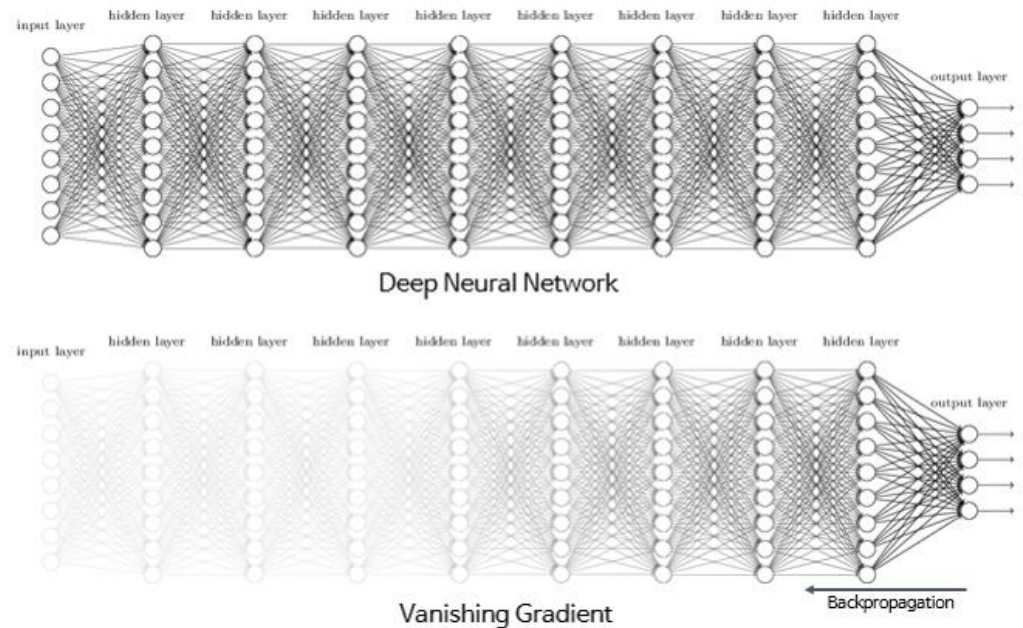 hidden layer hidden layer hidden layer hidden layer hidden layer hidden layer hidden layer hidden layer
input layer
output layer
Deep Neural Network
hidden layer hidden layer hidden layer hidden layer hidden layer hidden layer hidden layer hidden layer
input layer
output layer
Backpropagation
Vanishing Gradient